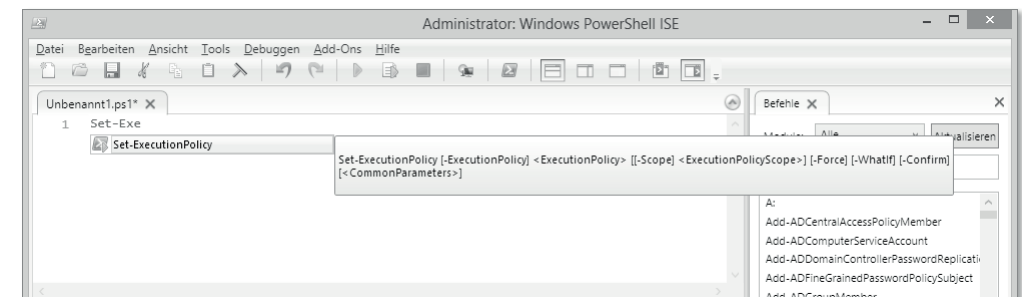 Administrator: Windows PowerShell ISE
Datei Bearbeiten Ansicht Tools Debuggen Add-Ons Hilfe
Unbenannt1.ps1* X
Befehle X
1 Set-Exe
Set-ExecutionPolicy
Set-ExecutionPolicy [-ExecutionPolicy] <ExecutionPolicy> [[-Scope] <ExecutionPolicyScope>] [-Force] [-WhatIf] [-Confirm]
[<CommonParameters>]
A:
Add-ADCentralAccessPolicyMember
Add-ADComputerServiceAccount
Add-ADDomainControllerPasswordReplicati
Add-ADFineGrainedPasswordPolicySubject
Add-ADGroupMember